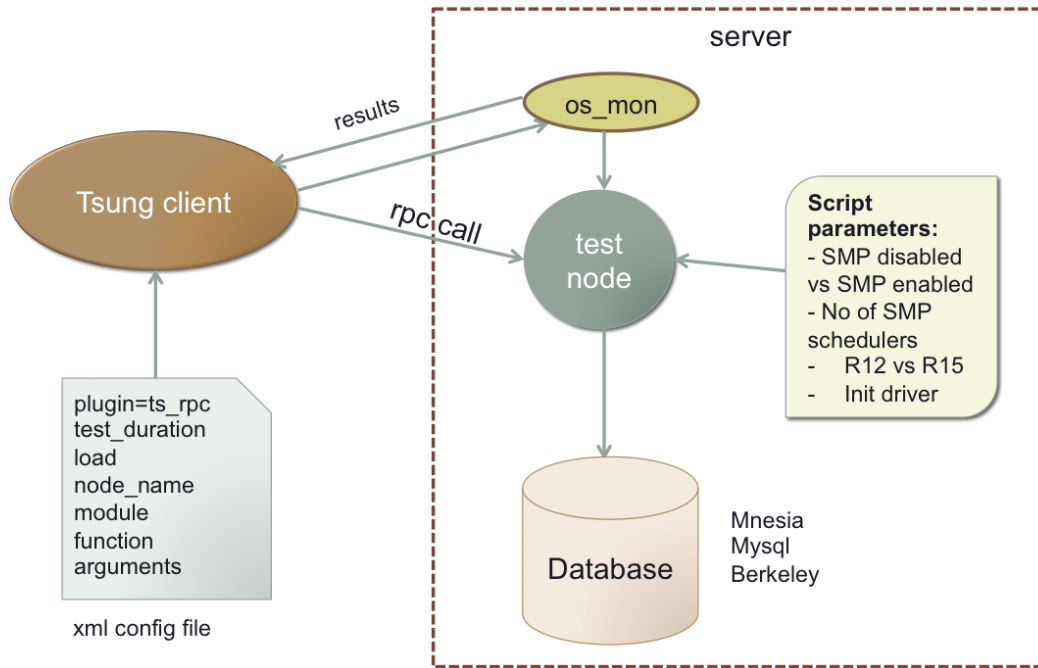 server
os_mon
results
Tsung client
rpc call
test
node
Script
parameters:
- SMP disabled
vs SMP enabled
- No of SMP
schedulers
- R12 vs R15
- Init driver
plugin=ts_rpc
test_duration
load
node_name
module
function
arguments
xml config file
Database
Mnesia
Mysql
Berkeley